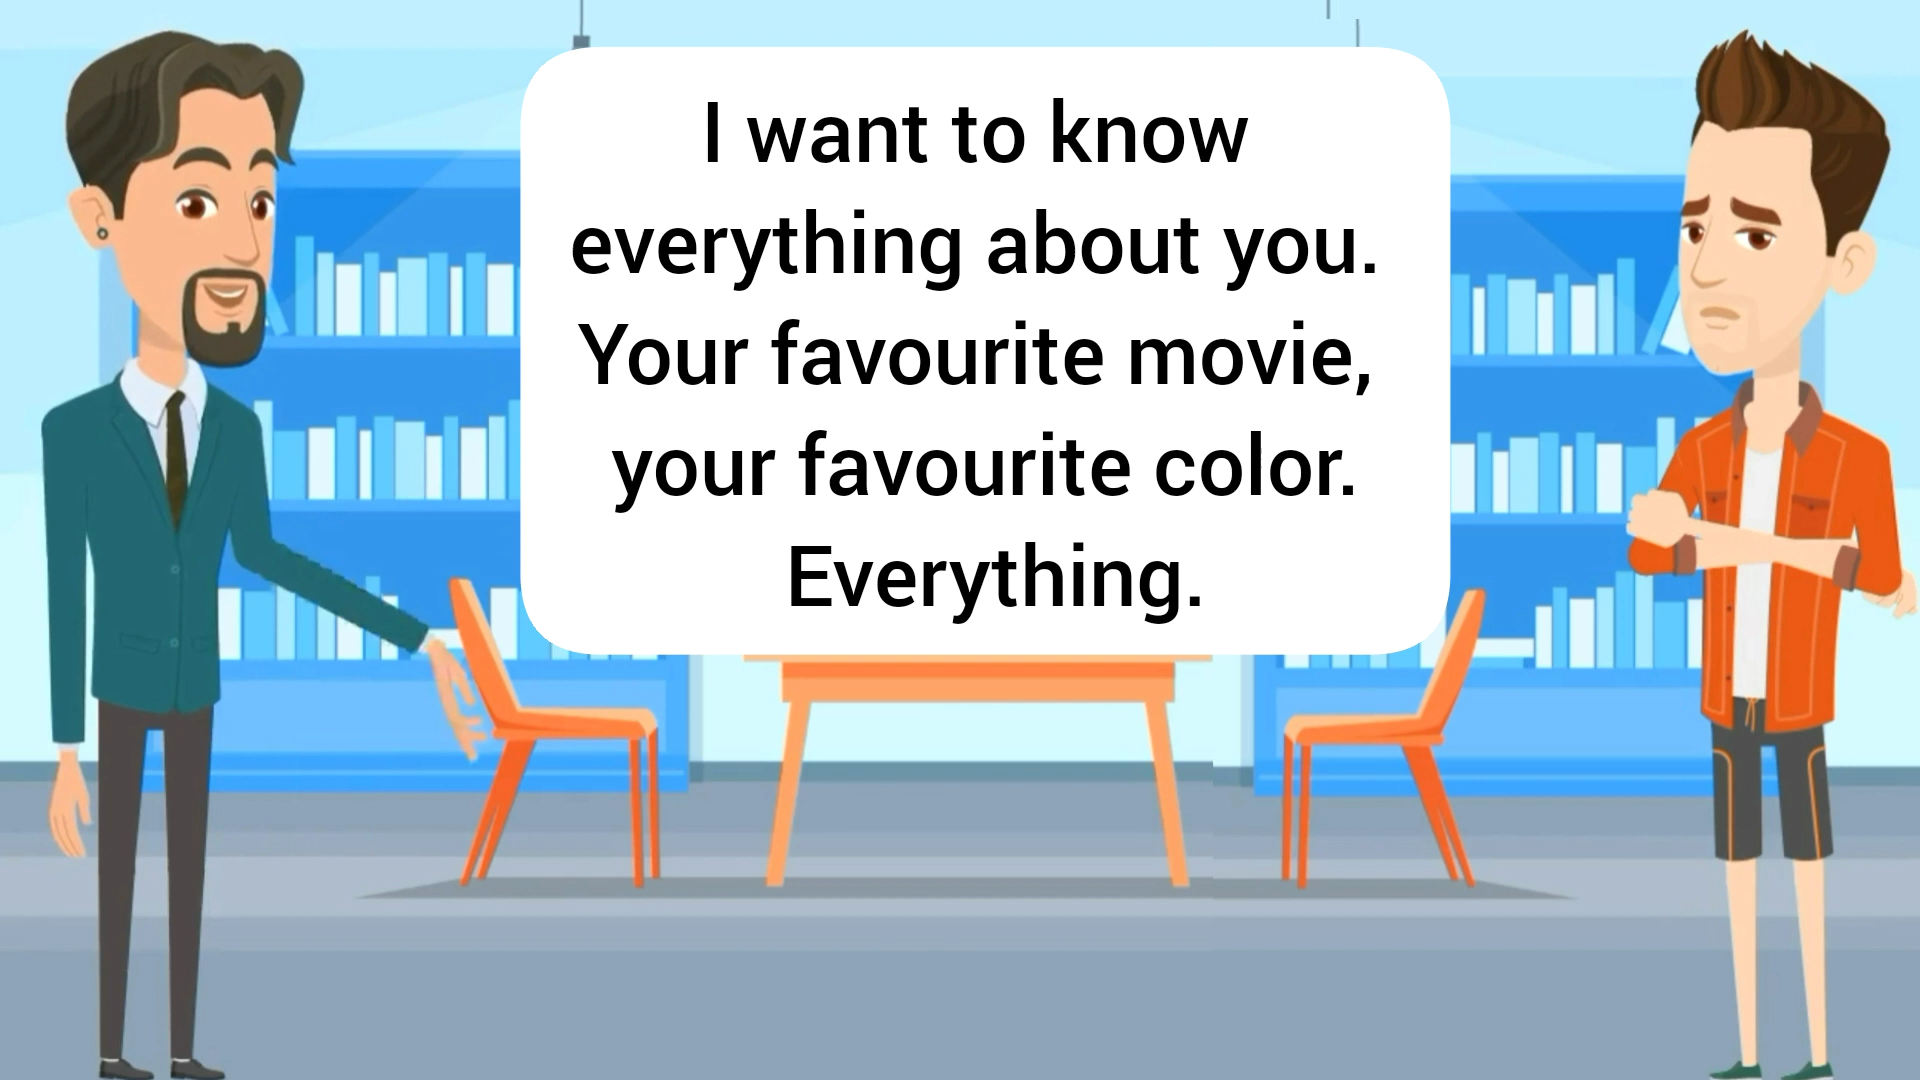 I want to know
everything about you.
Your favourite movie,
your favourite color.
Everything.